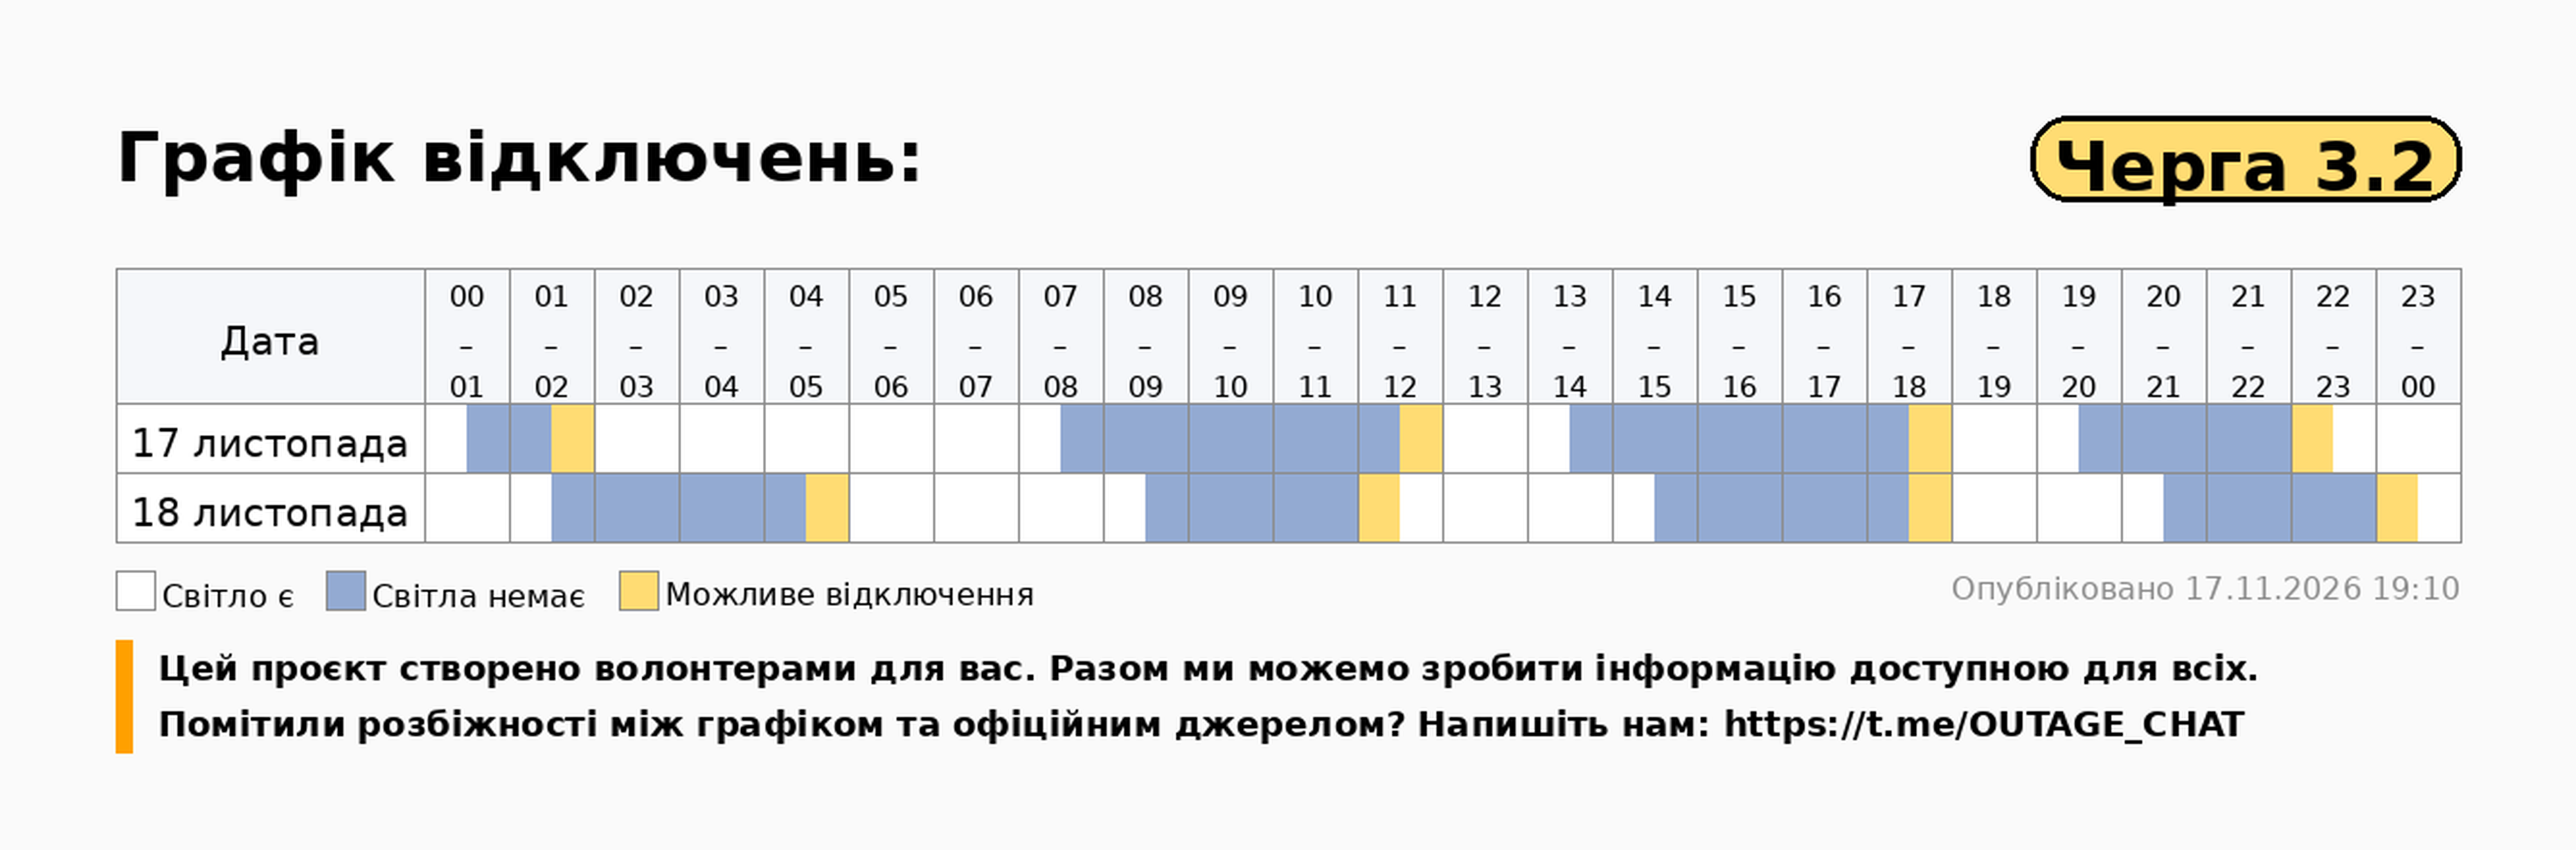 Графік відключень:
Черга 3.2
Дата 00 – 01 01 – 02 02 – 03 03 – 04 04 – 05 05 – 06 06 – 07 07 – 08 08 – 09 09 – 10 10 – 11 11 – 12 12 – 13 13 – 14 14 – 15 15 – 16 16 – 17 17 – 18 18 – 19 19 – 20 20 – 21 21 – 22 22 – 23 23 – 00
17 листопада
18 листопада
Світло є Світла немає Можливе відключення
Опубліковано 17.11.2026 19:10
Цей проєкт створено волонтерами для вас. Разом ми можемо зробити інформацію доступною для всіх.
Помітили розбіжності між графіком та офіційним джерелом? Напишіть нам: https://t.me/OUTAGE_CHAT